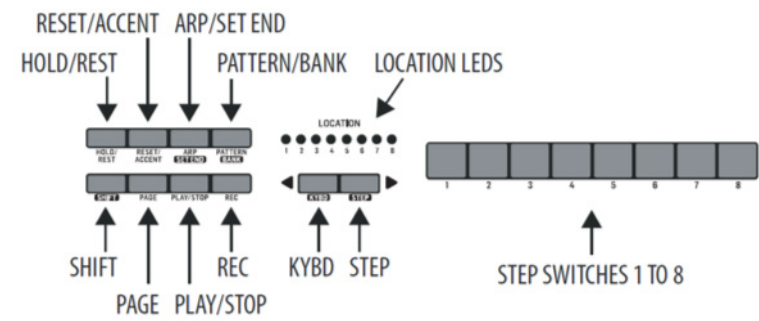 RESET/ACCENT ARP/SET END
HOLD/REST PATTERN/BANK LOCATION LEDS
LOCATION
HOLD/ REST RESET/ ACCENT ARP SET END PATTERN BANK
1 2 3 4 5 6 7 8
SHIFT PAGE PLAY/STOP REC
KYBD STEP
1 2 3 4 5 6 7 8
SHIFT REC KYBD STEP STEP SWITCHES 1 TO 8
PAGE PLAY/STOP